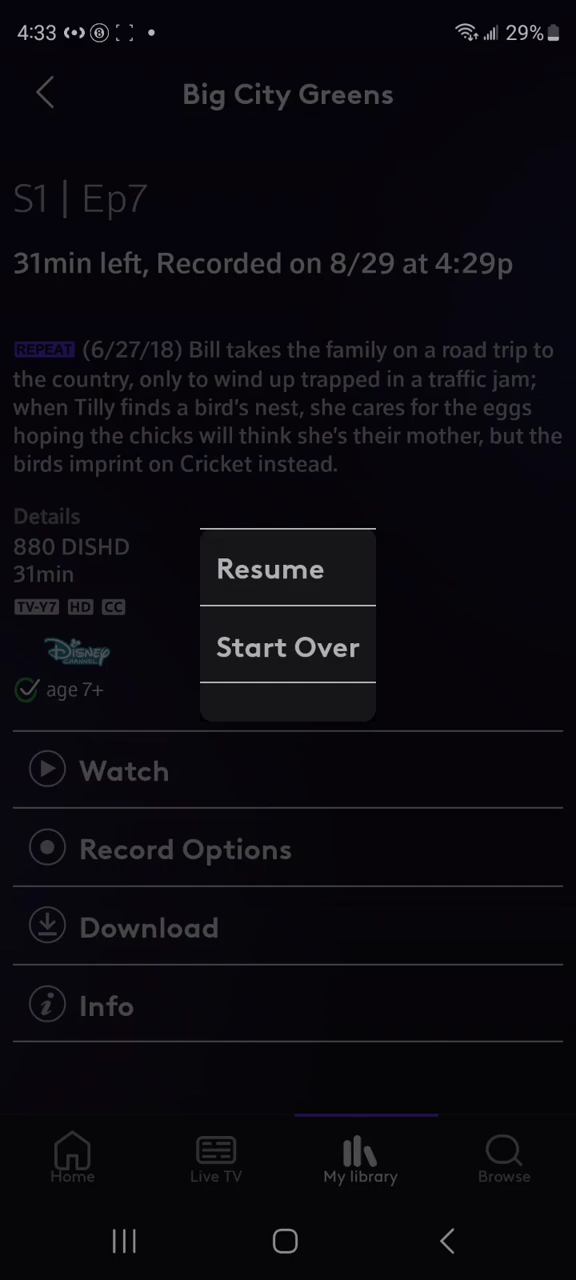 4:33 29%
Big City Greens
S1 | Ep7
31min left, Recorded on 8/29 at 4:29p
REPEAT (6/27/18) Bill takes the family on a road trip to
the country, only to wind up trapped in a traffic jam;
when Tilly finds a bird's nest, she cares for the eggs
hoping the chicks will think she's their mother, but the
birds imprint on Cricket instead.
Details
880 DISHD
31min
TV-Y7 HD CC
Disney
CHANNEL
age 7+
Resume
Start Over
Watch
Record Options
Download
Info
Home Live TV My library Browse